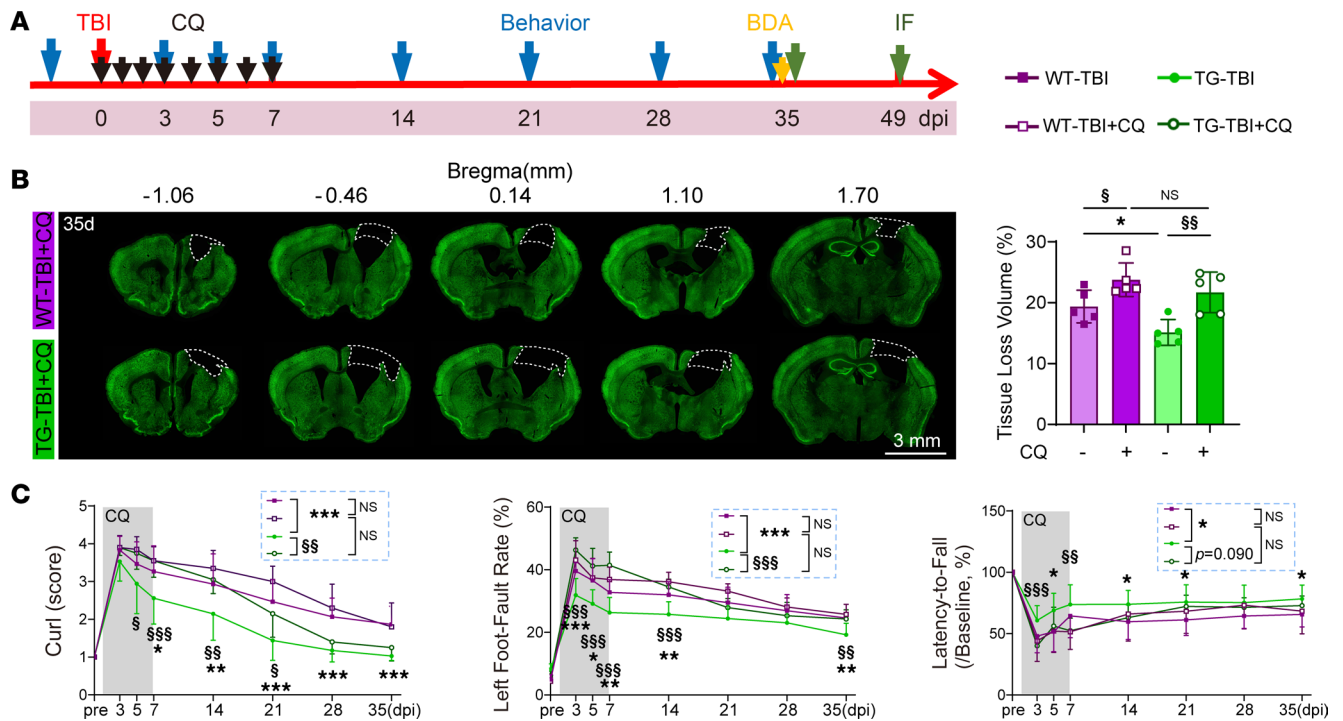 A
TBI
CQ
Behavior
BDA
IF
0 3 5 7 14 21 28 35 49 dpi
WT-TBI
TG-TBI
WT-TBI+CQ
TG-TBI+CQ
B
Bregma(mm)
-1.06 -0.46 0.14 1.10 1.70
35d
WT-TBI+CQ
TG-TBI+CQ
3 mm
Tissue Loss Volume (%)
30
20
10
0
§ NS
* §§
CQ - + - +
C
Curl (score)
5
4
3
2
1
0
CQ
***
§§
NS
NS
§
§§§
*
§§
**
§
***
***
***
pre 3 5 7 14 21 28 35(dpi)
Left Foot-Fault Rate (%)
60
40
20
0
CQ
***
§§§
NS
NS
§§§
***
§§§
*
§§§
**
§§§
**
§§
**
pre 3 5 7 14 21 28 35(dpi)
Latency-to-Fall
(/Baseline, %)
150
100
50
0
CQ
*
p=0.090
NS
NS
§§§
*
§§
*
*
*
pre 3 5 7 14 21 28 35(dpi)